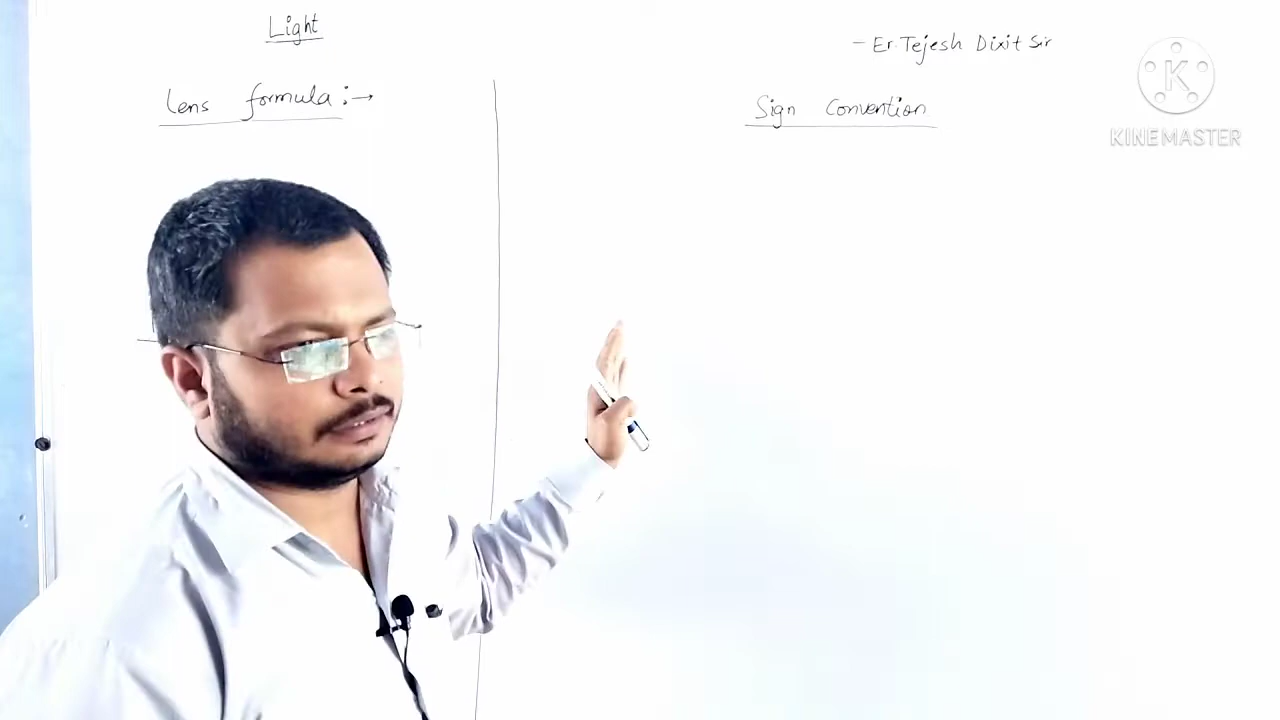 Light
- Er. Tejesh Dixit Sir
Lens formula :→
Sign Convention
K
KINEMASTER